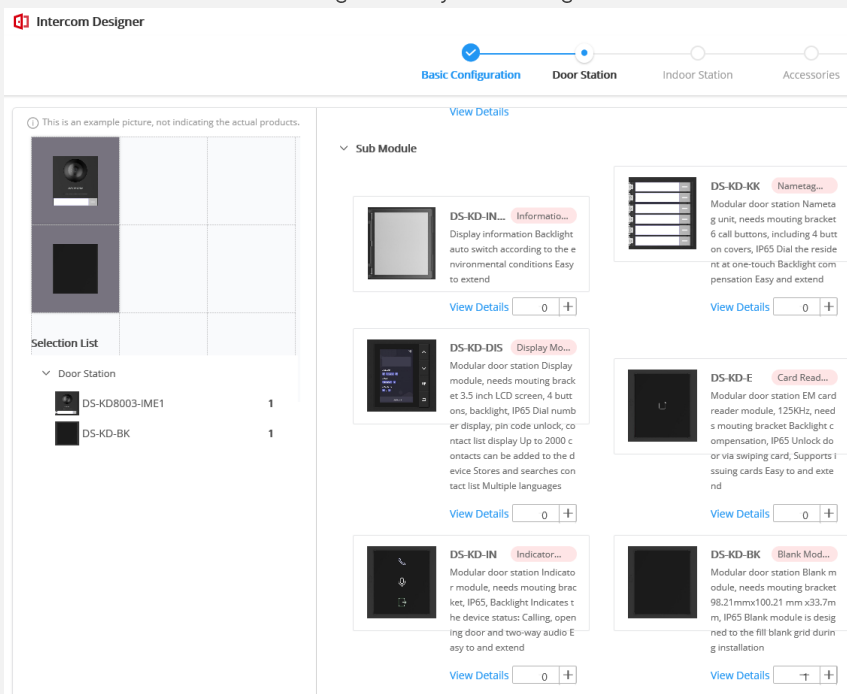 Intercom Designer
Basic Configuration
Door Station
Indoor Station
Accessories
This is an example picture, not indicating the actual products.
Selection List
Door Station
DS-KD8003-IME1
1
DS-KD-BK
1
View Details
Sub Module
DS-KD-IN... Informatio...
Display information Backlight
auto switch according to the e
nvironmental conditions Easy
to extend
View Details 0 +
DS-KD-KK Nametag...
Modular door station Nameta
g unit, needs mouting bracket
6 call buttons, including 4 butt
on covers, IP65 Dial the reside
nt at one-touch Backlight com
pensation Easy and extend
View Details 0 +
DS-KD-DIS Display Mo...
Modular door station Display
module, needs mouting brack
et 3.5 inch LCD screen, 4 butt
ons, backlight, IP65 Dial numb
er display, pin code unlock, co
ntact list display Up to 2000 c
ontacts can be added to the d
evice Stores and searches con
tact list Multiple languages
View Details 0 +
DS-KD-E Card Read...
Modular door station EM card
reader module, 125KHz, need
s mouting bracket Backlight c
ompensation, IP65 Unlock do
or via swiping card, Supports i
ssuing cards Easy to and exte
nd
View Details 0 +
DS-KD-IN Indicator...
Modular door station Indicato
r module, needs mouting brac
ket, IP65, Backlight Indicates t
he device status: Calling, open
ing door and two-way audio E
asy to and extend
View Details 0 +
DS-KD-BK Blank Mod...
Modular door station Blank m
odule, needs mouting bracket
98.21mmx100.21 mm x33.7m
m, IP65 Blank module is desig
ned to the fill blank grid durin
g installation
View Details 1 +